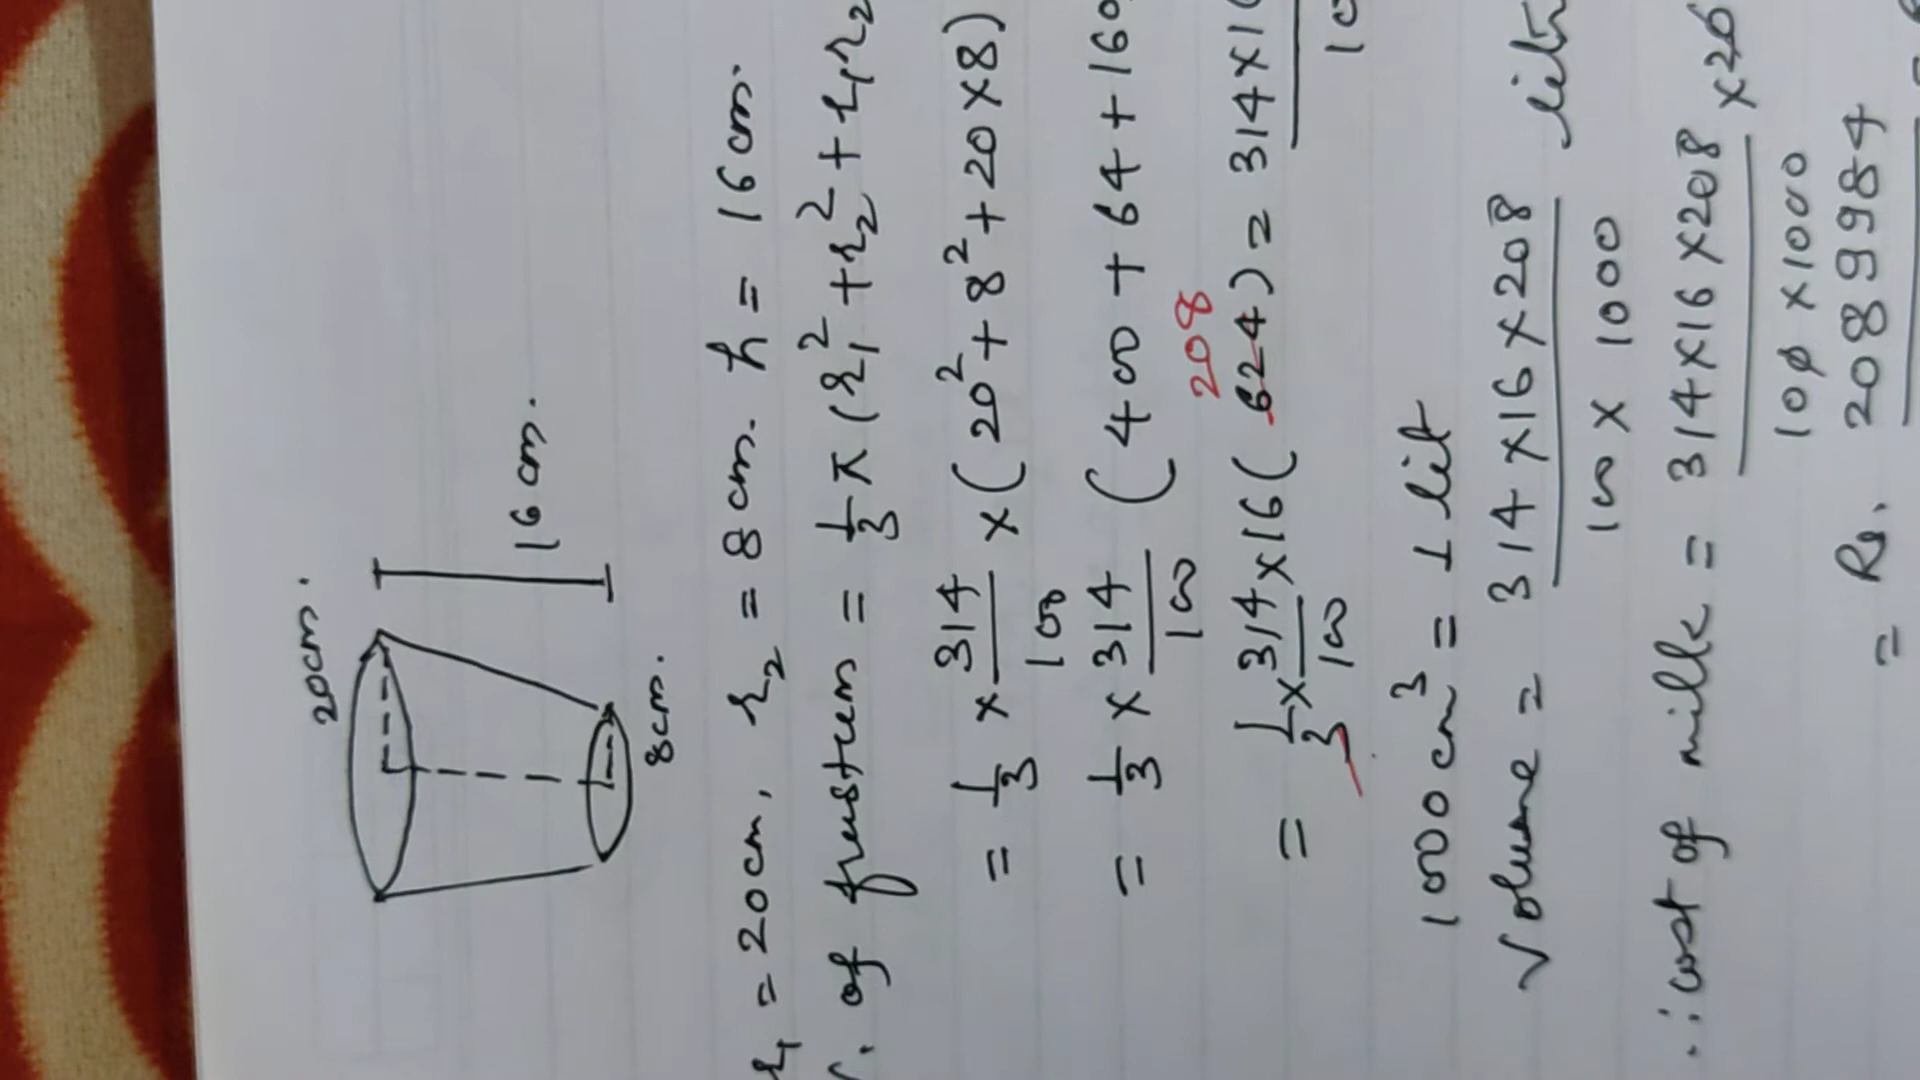 20cm.
16cm.
8cm.
r₁ = 20cm, r₂ = 8cm. h = 16cm.
V. of frustum = 1/3 π (r₁² + r₂² + r₁r₂
= 1/3 × 314/100 × (20² + 8² + 20×8)
= 1/3 × 314/100 (400 + 64 + 160
208
= 1/3 × 314/100 ×16 (624) = 314×1
1000 cm³ = 1 lit
Volume = 314×16×208 / 100 × 1000 lit
∴ cost of milk = 314×16×208 / 100 ×1000 ×20
= Rs. 2089984